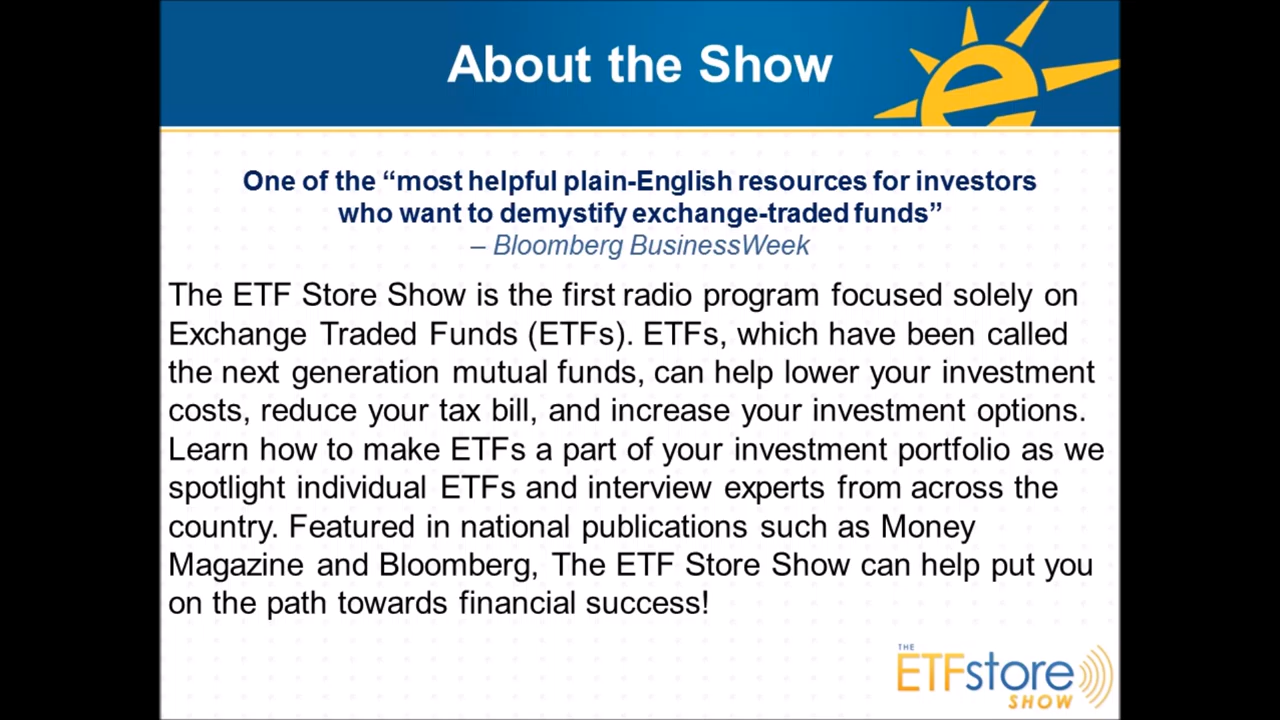 About the Show
One of the “most helpful plain-English resources for investors
who want to demystify exchange-traded funds”
– Bloomberg BusinessWeek
The ETF Store Show is the first radio program focused solely on
Exchange Traded Funds (ETFs). ETFs, which have been called
the next generation mutual funds, can help lower your investment
costs, reduce your tax bill, and increase your investment options.
Learn how to make ETFs a part of your investment portfolio as we
spotlight individual ETFs and interview experts from across the
country. Featured in national publications such as Money
Magazine and Bloomberg, The ETF Store Show can help put you
on the path towards financial success!
THE
ETFstore
SHOW